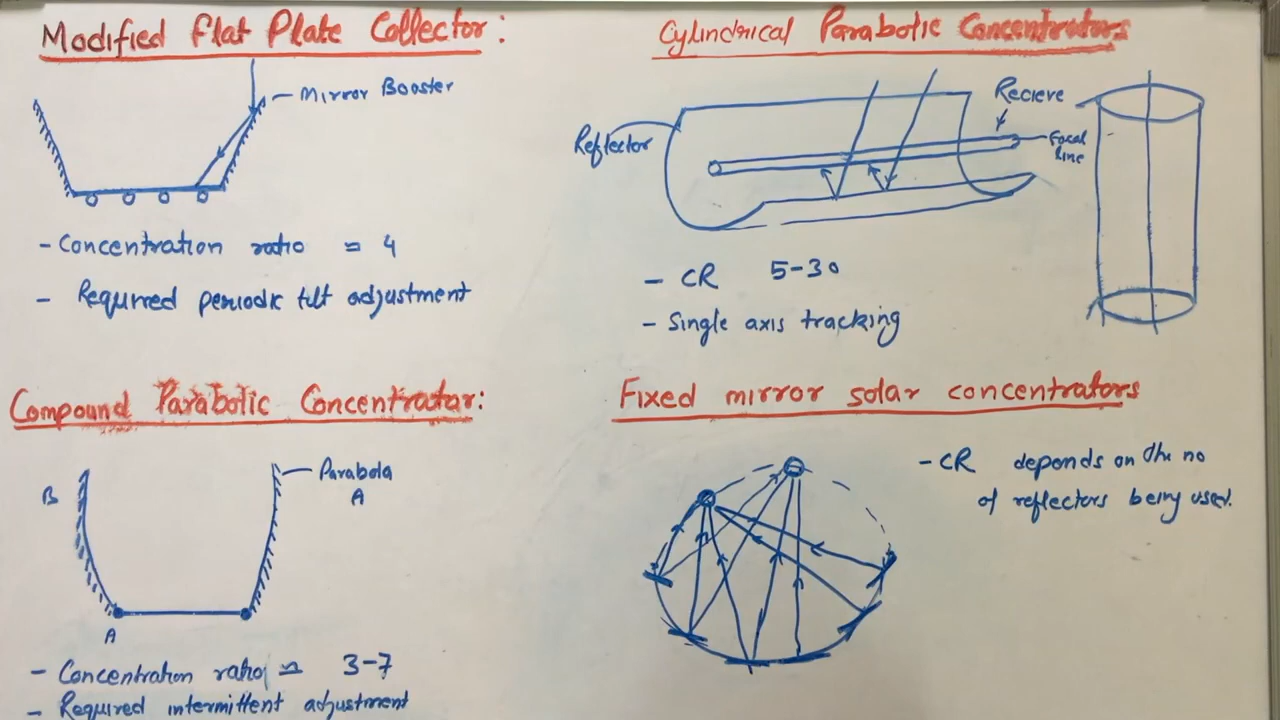 Modified Flat Plate Collector:
Mirror Booster
- Concentration ratio = 4
- Required periodic tilt adjustment
Cylindrical Parabolic Concentrators
Reflector
Recieve
Focal
line
- CR 5-30
- Single axis tracking
Compound Parabolic Concentrator:
B
Parabola
A
A
- Concentration ratio ≃ 3-7
- Required intermittent adjustment
Fixed mirror solar concentrators
- CR depends on the no
of reflectors being used.